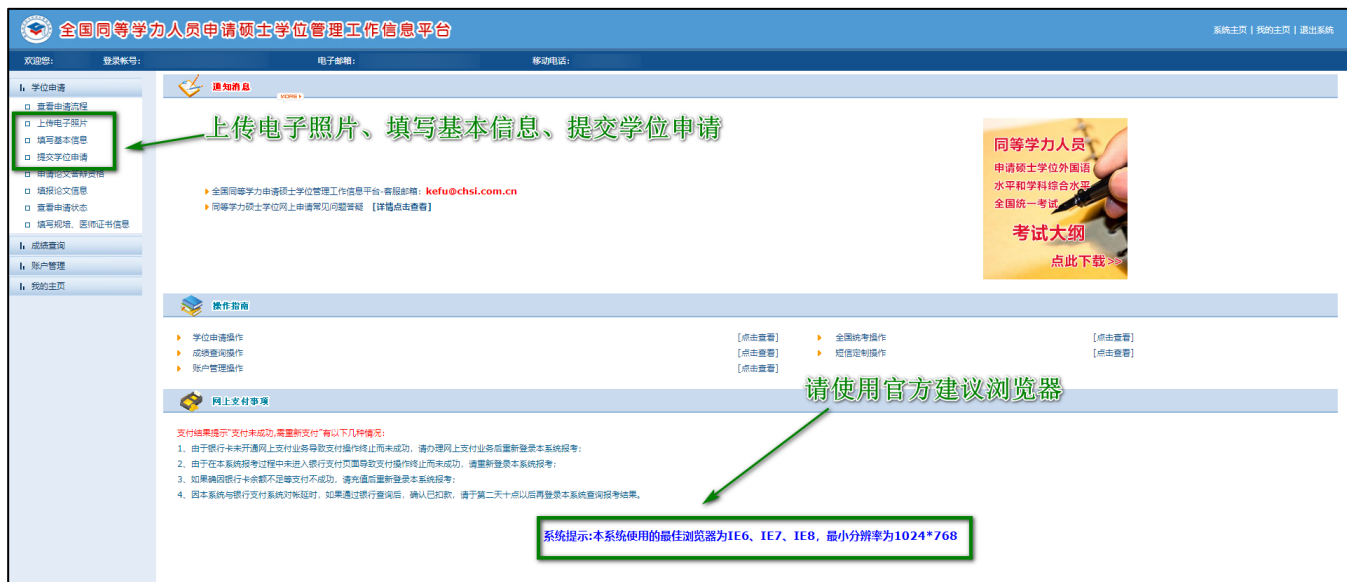 全国同等学力人员申请硕士学位管理工作信息平台
系统主页 | 我的主页 | 退出系统
欢迎您: 登录帐号: 电子邮箱: 移动电话:
学位申请
查看申请流程
上传电子照片
填写基本信息
提交学位申请
申请论文答辩资格
填报论文信息
查看申请状态
填写规培、医师证书信息
成绩查询
账户管理
我的主页
通知消息
MORE
上传电子照片、填写基本信息、提交学位申请
全国同等学力申请硕士学位管理工作信息平台-客服邮箱: kefu@chsi.com.cn
同等学力硕士学位网上申请常见问题答疑 [详情点击查看]
同等学力人员
申请硕士学位外国语
水平和学科综合水平
全国统一考试
考试大纲
点此下载>>
操作指南
学位申请操作 [点击查看] 全国统考操作 [点击查看]
成绩查询操作 [点击查看] 短信定制操作 [点击查看]
账户管理操作 [点击查看]
请使用官方建议浏览器
网上支付事项
支付结果提示"支付未成功,需重新支付"有以下几种情况:
1、由于银行卡未开通网上支付业务导致支付操作终止而未成功，请办理网上支付业务后重新登录本系统报考;
2、由于在本系统报考过程中未进入银行支付页面导致支付操作终止而未成功，请重新登录本系统报考;
3、如果确因银行卡余额不足等支付不成功，请充值后重新登录本系统报考;
4、因本系统与银行支付系统对帐延时，如果通过银行查询后，确认已扣款，请于第二天十点以后再登录本系统查询报考结果。
系统提示:本系统使用的最佳浏览器为IE6、IE7、IE8，最小分辨率为1024*768